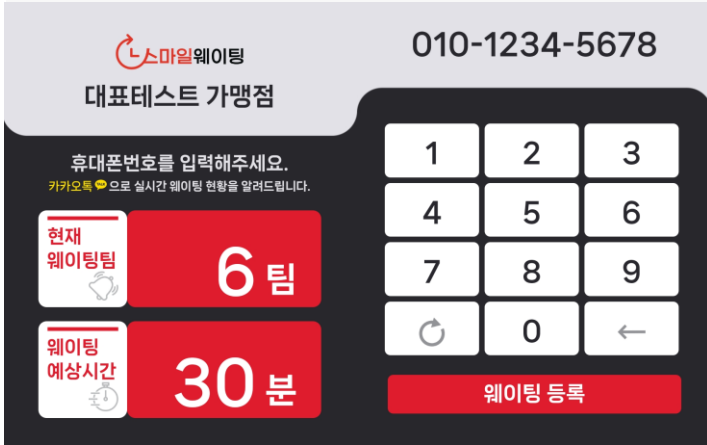 스마일웨이팅
대표테스트 가맹점
010-1234-5678
휴대폰번호를 입력해주세요.
카카오톡 으로 실시간 웨이팅 현황을 알려드립니다.
현재
웨이팅팀
6 팀
웨이팅
예상시간
30 분
1 2 3
4 5 6
7 8 9
0 ←
웨이팅 등록